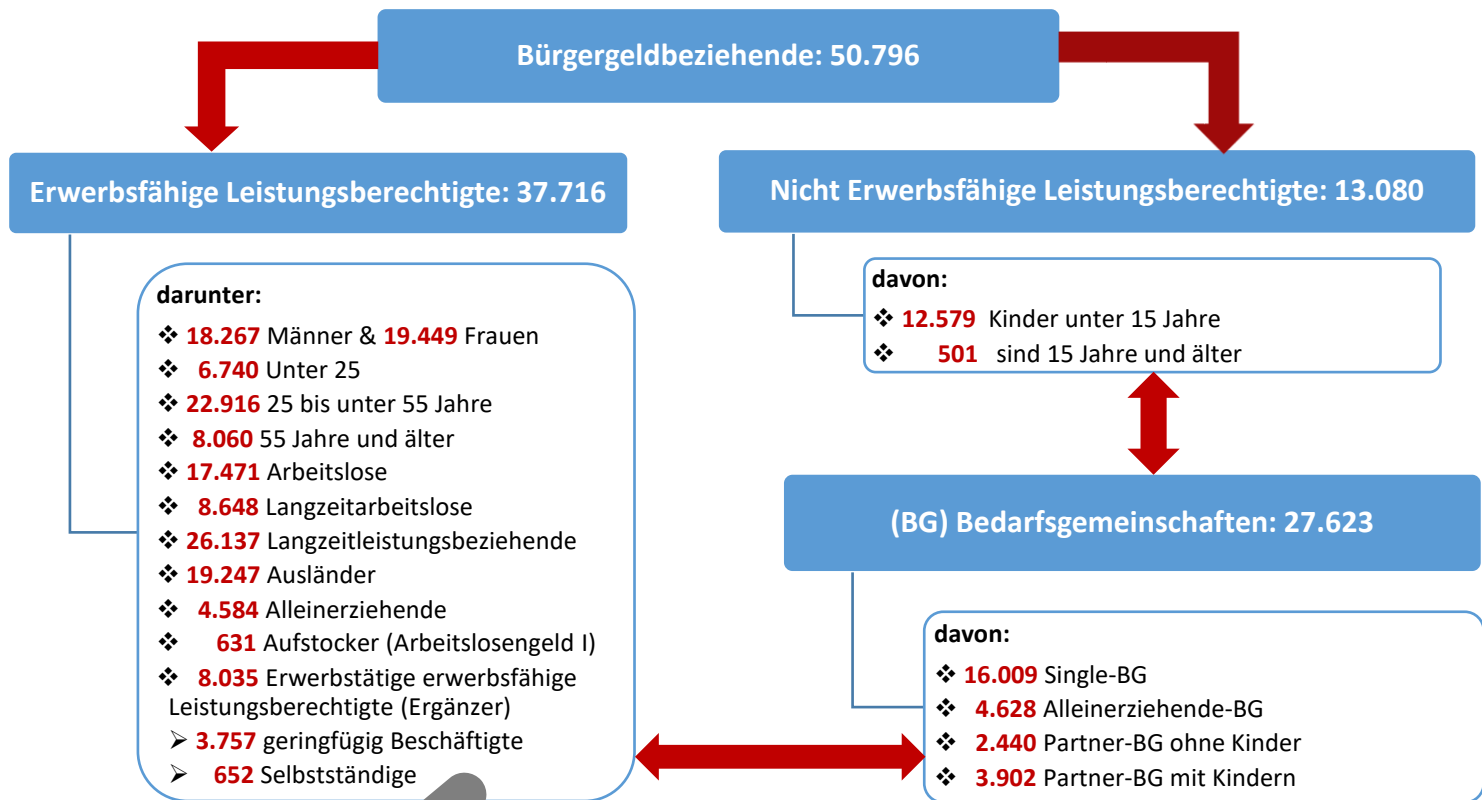 Bürgergeldbeziehende: 50.796
Erwerbsfähige Leistungsberechtigte: 37.716
darunter:
❖ 18.267 Männer & 19.449 Frauen
❖ 6.740 Unter 25
❖ 22.916 25 bis unter 55 Jahre
❖ 8.060 55 Jahre und älter
❖ 17.471 Arbeitslose
❖ 8.648 Langzeitarbeitslose
❖ 26.137 Langzeitleistungsbeziehende
❖ 19.247 Ausländer
❖ 4.584 Alleinerziehende
❖ 631 Aufstocker (Arbeitslosengeld I)
❖ 8.035 Erwerbstätige erwerbsfähige
Leistungsberechtigte (Ergänzer)
➢ 3.757 geringfügig Beschäftigte
➢ 652 Selbstständige
Nicht Erwerbsfähige Leistungsberechtigte: 13.080
davon:
❖ 12.579 Kinder unter 15 Jahre
❖ 501 sind 15 Jahre und älter
(BG) Bedarfsgemeinschaften: 27.623
davon:
❖ 16.009 Single-BG
❖ 4.628 Alleinerziehende-BG
❖ 2.440 Partner-BG ohne Kinder
❖ 3.902 Partner-BG mit Kindern